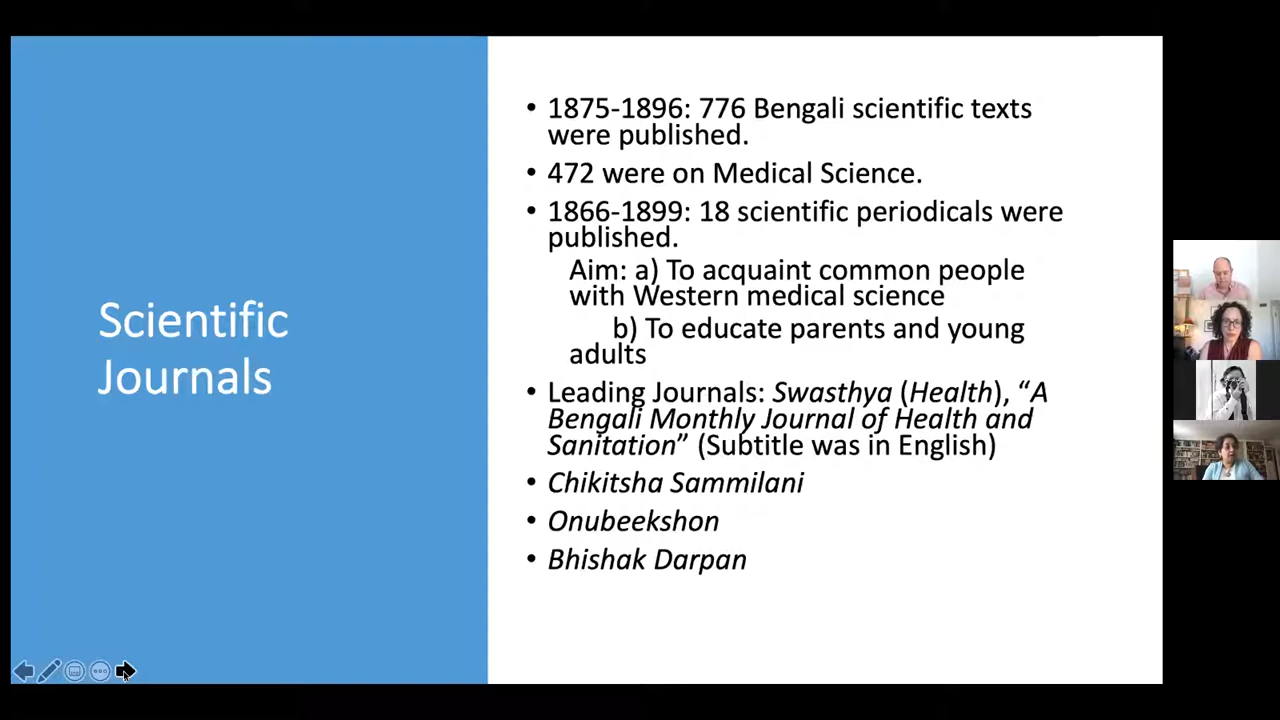 Scientific
Journals
• 1875-1896: 776 Bengali scientific texts
were published.
• 472 were on Medical Science.
• 1866-1899: 18 scientific periodicals were
published.
Aim: a) To acquaint common people
with Western medical science
b) To educate parents and young
adults
• Leading Journals: Swasthya (Health), “A
Bengali Monthly Journal of Health and
Sanitation” (Subtitle was in English)
• Chikitsha Sammilani
• Onubeekshon
• Bhishak Darpan